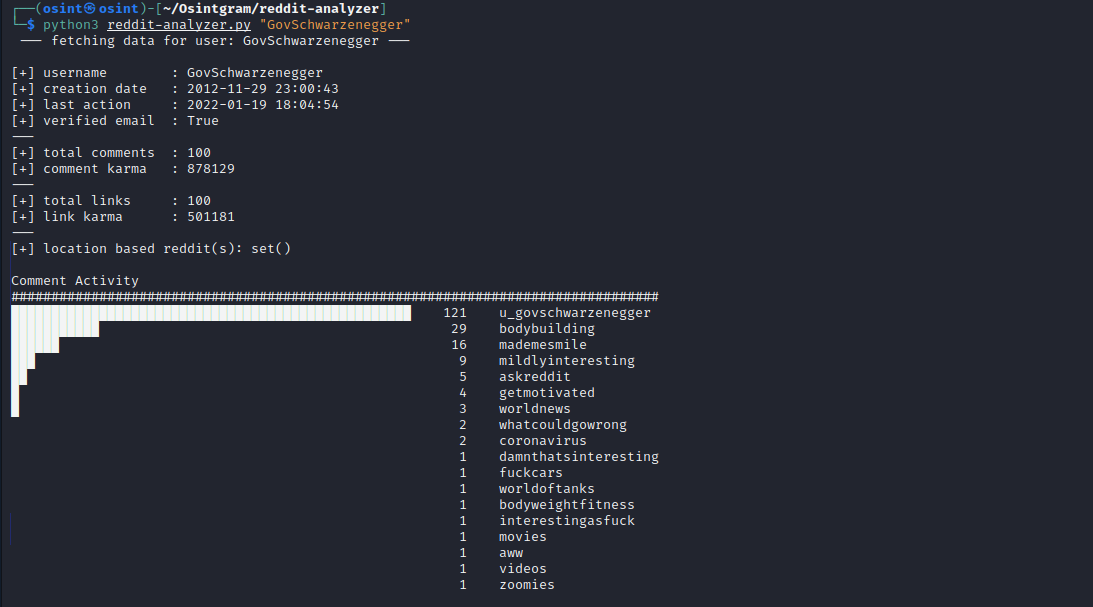 ┌──(osint㉿osint)-[~/Osintgram/reddit-analyzer]
└─$ python3 reddit-analyzer.py "GovSchwarzenegger"
—— fetching data for user: GovSchwarzenegger ——
[+] username : GovSchwarzenegger
[+] creation date : 2012-11-29 23:00:43
[+] last action : 2022-01-19 18:04:54
[+] verified email : True
——
[+] total comments : 100
[+] comment karma : 878129
——
[+] total links : 100
[+] link karma : 501181
——
[+] location based reddit(s): set()
Comment Activity
#################################################################################
121 u_govschwarzenegger
29 bodybuilding
16 mademesmile
9 mildlyinteresting
5 askreddit
4 getmotivated
3 worldnews
2 whatcouldgowrong
2 coronavirus
1 damnthatsinteresting
1 fuckcars
1 worldoftanks
1 bodyweightfitness
1 interestingasfuck
1 movies
1 aww
1 videos
1 zoomies